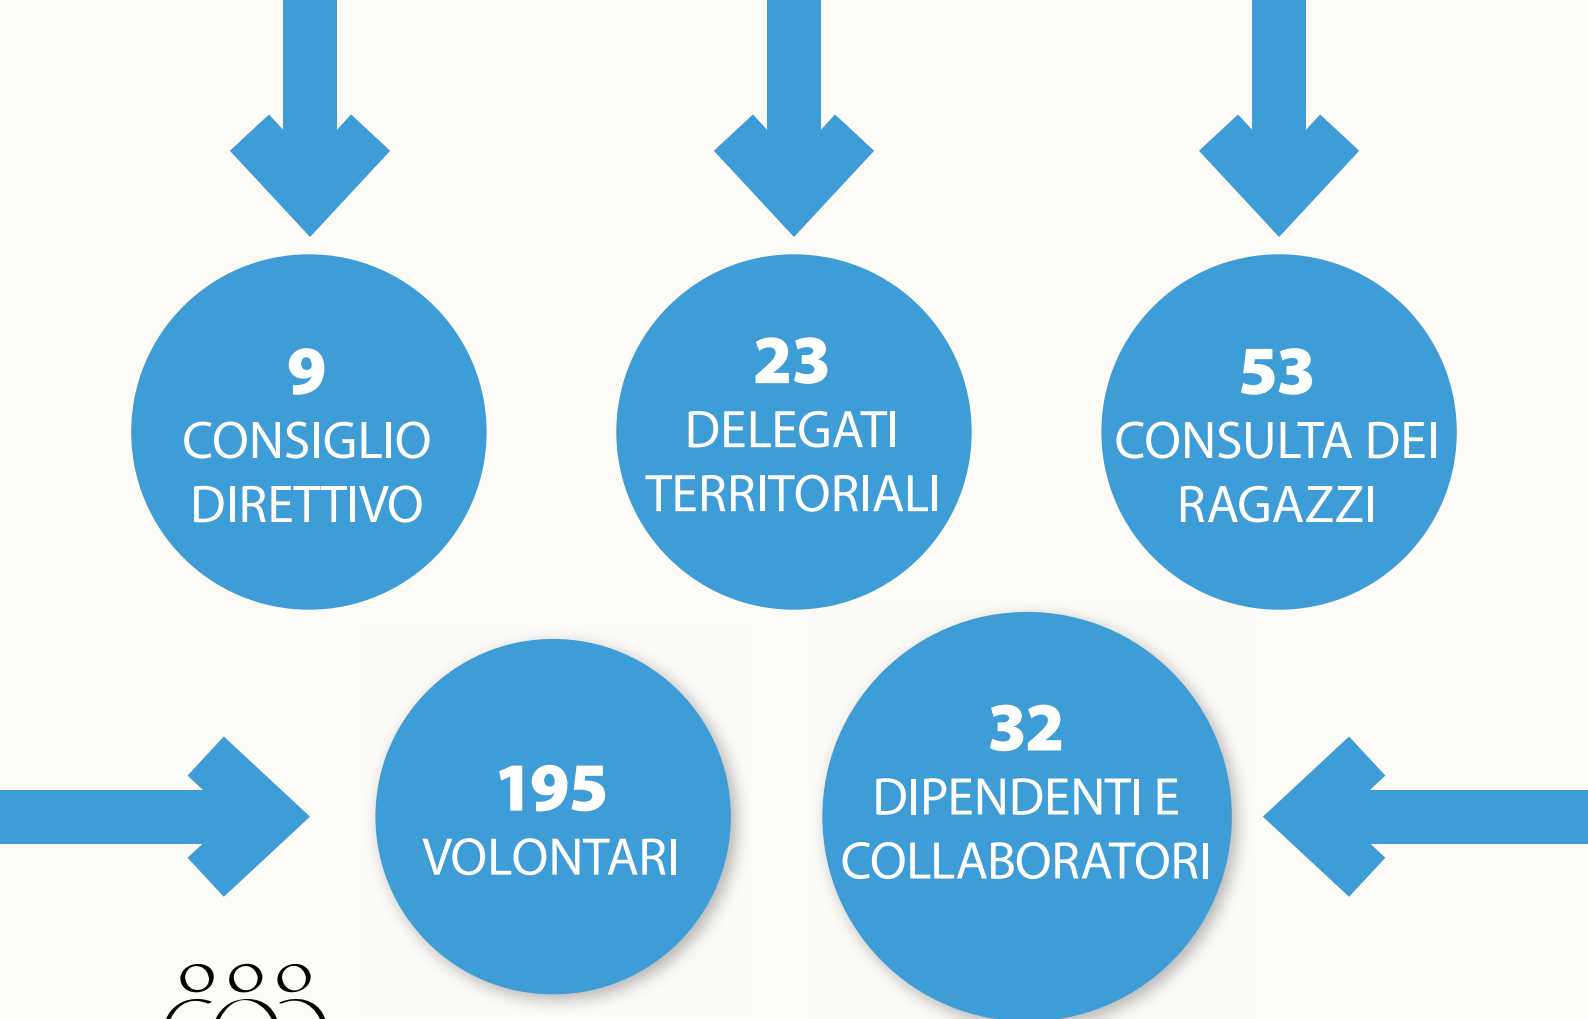 9
CONSIGLIO
DIRETTIVO
23
DELEGATI
TERRITORIALI
53
CONSULTA DEI
RAGAZZI
195
VOLONTARI
32
DIPENDENTI E
COLLABORATORI